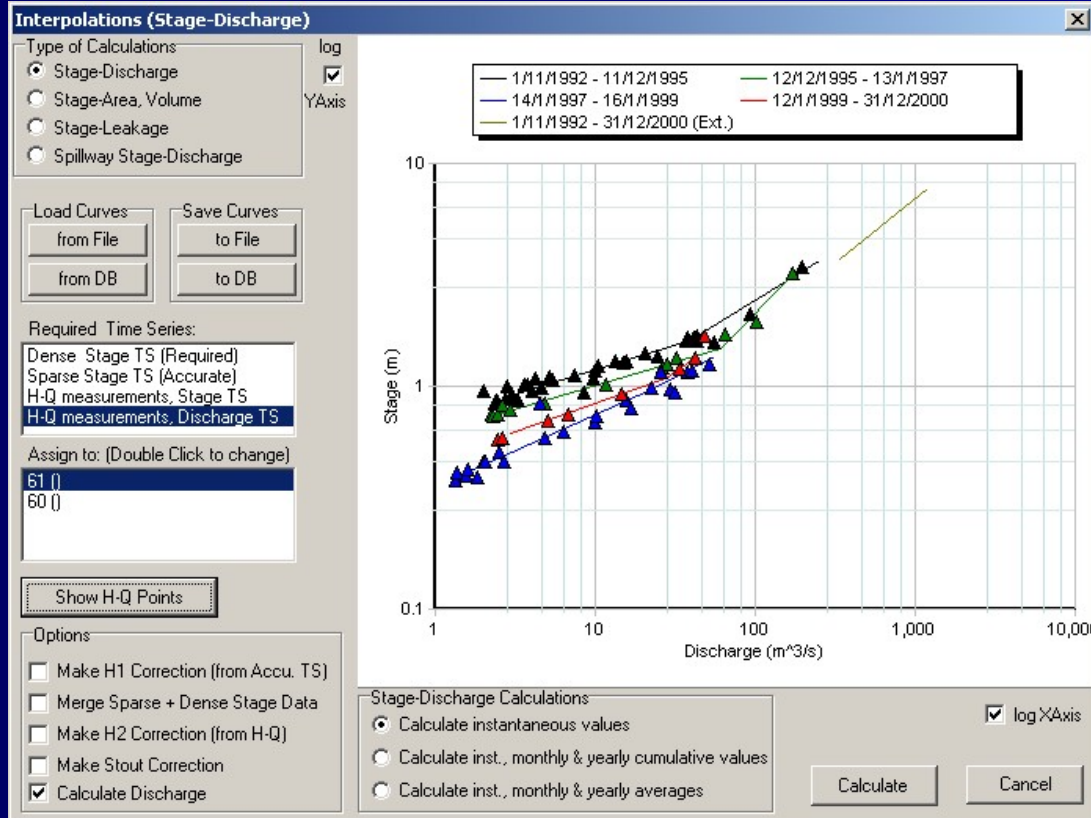 Interpolations (Stage-Discharge)
Type of Calculations
Stage-Discharge
Stage-Area, Volume
Stage-Leakage
Spillway Stage-Discharge
log
YAxis
Load Curves
from File
from DB
Save Curves
to File
to DB
Required Time Series:
Dense Stage TS (Required)
Sparse Stage TS (Accurate)
H-Q measurements, Stage TS
H-Q measurements, Discharge TS
Assign to: (Double Click to change)
61 ()
60 ()
Show H-Q Points
Options
Make H1 Correction (from Accu. TS)
Merge Sparse + Dense Stage Data
Make H2 Correction (from H-Q)
Make Stout Correction
Calculate Discharge
1/11/1992 - 11/12/1995 12/12/1995 - 13/1/1997
14/1/1997 - 16/1/1999 12/1/1999 - 31/12/2000
1/11/1992 - 31/12/2000 (Ext.)
10
1
0.1
Stage (m)
1 10 100 1,000 10,000
Discharge (m^3/s)
Stage-Discharge Calculations
Calculate instantaneous values
Calculate inst., monthly & yearly cumulative values
Calculate inst., monthly & yearly averages
log XAxis
Calculate
Cancel